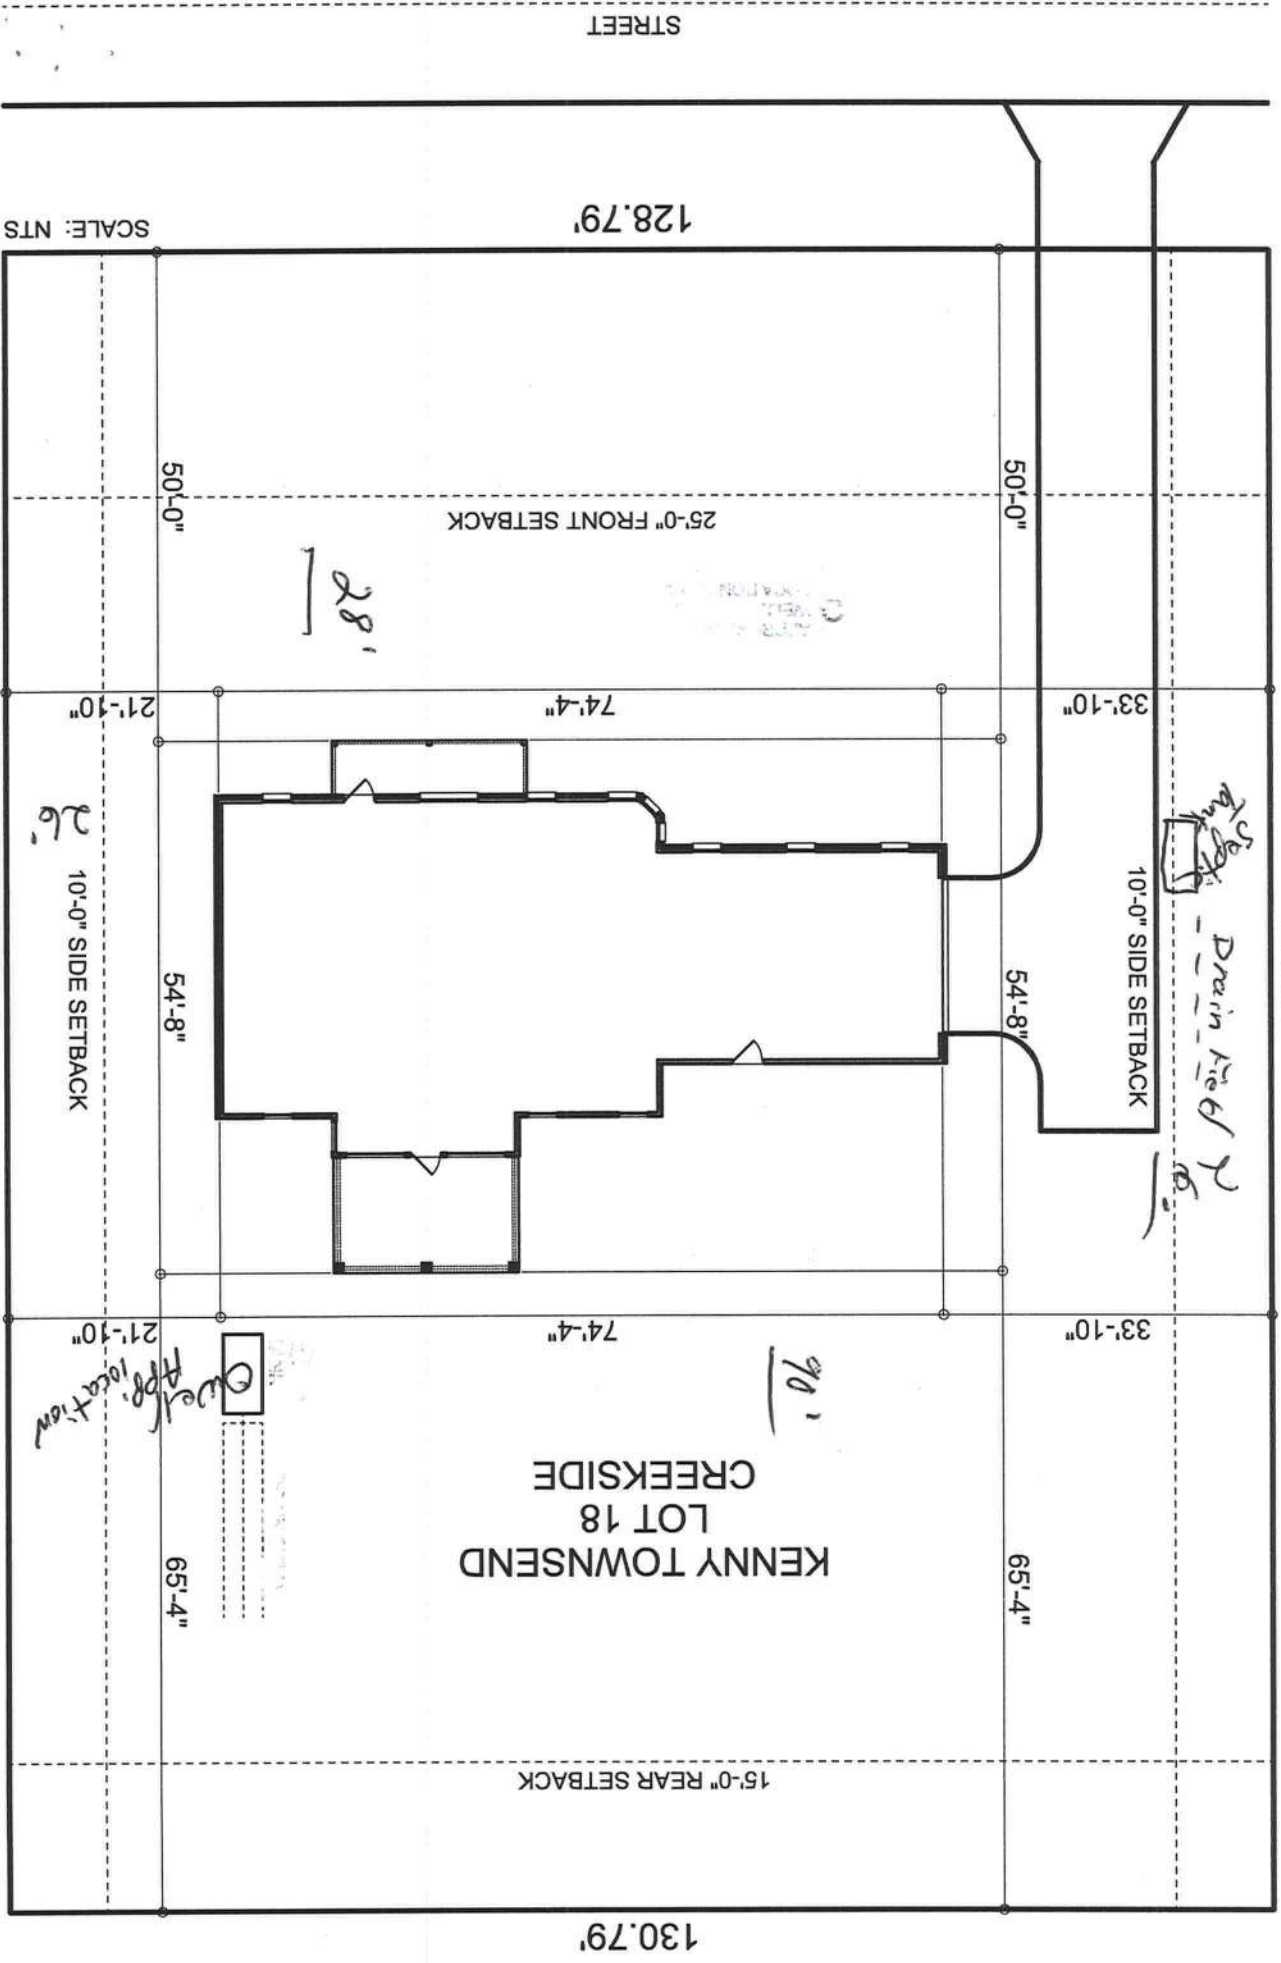 130.79'
15'-0" REAR SETBACK
65'-4"
65'-4"
KENNY TOWNSEND
LOT 18
CREEKSIDE
90'
well
App. location
33'-10"
74'-4"
21'-10"
10'-0" SIDE SETBACK
Septic
Tank
Drain Field
54'-8"
54'-8"
10'-0" SIDE SETBACK
26'
33'-10"
74'-4"
21'-10"
WELL
LOCATION
28'
25'-0" FRONT SETBACK
50'-0"
50'-0"
128.79'
SCALE: NTS
STREET